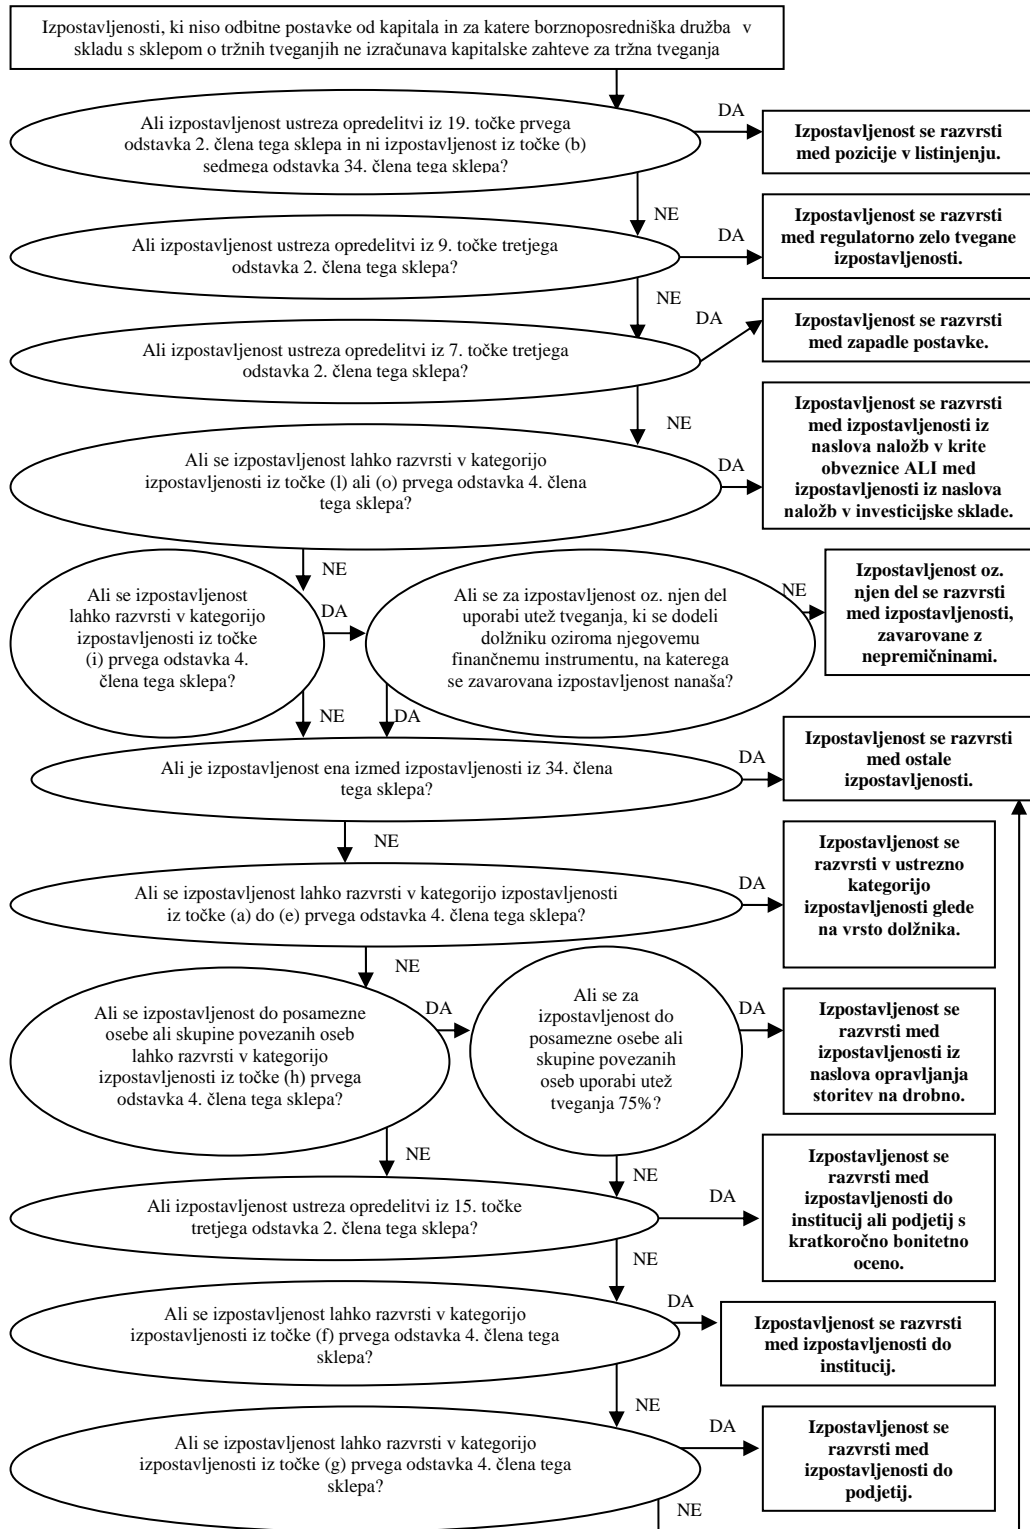 Izpostavljenosti, ki niso odbitne postavke od kapitala in za katere borznoposredniška družba v
skladu s sklepom o tržnih tveganjih ne izračunava kapitalske zahteve za tržna tveganja
Ali izpostavljenost ustreza opredelitvi iz 19. točke prvega
odstavka 2. člena tega sklepa in ni izpostavljenost iz točke (b)
sedmega odstavka 34. člena tega sklepa?
DA
Izpostavljenost se razvrsti
med pozicije v listinjenju.
NE
Ali izpostavljenost ustreza opredelitvi iz 9. točke tretjega
odstavka 2. člena tega sklepa?
DA
Izpostavljenost se razvrsti
med regulatorno zelo tvegane
izpostavljenosti.
NE
Ali izpostavljenost ustreza opredelitvi iz 7. točke tretjega
odstavka 2. člena tega sklepa?
DA
Izpostavljenost se razvrsti
med zapadle postavke.
NE
Ali se izpostavljenost lahko razvrsti v kategorijo
izpostavljenosti iz točke (l) ali (o) prvega odstavka 4. člena
tega sklepa?
DA
Izpostavljenost se razvrsti
med izpostavljenosti iz
naslova naložb v krite
obveznice ALI med
izpostavljenosti iz naslova
naložb v investicijske sklade.
NE
Ali se izpostavljenost
lahko razvrsti v kategorijo
izpostavljenosti iz točke
(i) prvega odstavka 4.
člena tega sklepa?
DA
Ali se za izpostavljenost oz. njen del
uporabi utež tveganja, ki se dodeli
dolžniku oziroma njegovemu
finančnemu instrumentu, na katerega
se zavarovana izpostavljenost nanaša?
NE
Izpostavljenost oz.
njen del se razvrsti
med izpostavljenosti,
zavarovane z
nepremičninami.
NE
DA
Ali je izpostavljenost ena izmed izpostavljenosti iz 34. člena
tega sklepa?
DA
Izpostavljenost se razvrsti
med ostale
izpostavljenosti.
NE
Ali se izpostavljenost lahko razvrsti v kategorijo izpostavljenosti
iz točke (a) do (e) prvega odstavka 4. člena tega sklepa?
DA
Izpostavljenost se
razvrsti v ustrezno
kategorijo
izpostavljenosti glede
na vrsto dolžnika.
NE
Ali se izpostavljenost do posamezne
osebe ali skupine povezanih oseb
lahko razvrsti v kategorijo
izpostavljenosti iz točke (h) prvega
odstavka 4. člena tega sklepa?
DA
Ali se za
izpostavljenost do
posamezne osebe ali
skupine povezanih
oseb uporabi utež
tveganja 75%?
DA
Izpostavljenost se
razvrsti med
izpostavljenosti iz
naslova opravljanja
storitev na drobno.
NE
NE
Ali izpostavljenost ustreza opredelitvi iz 15. točke
tretjega odstavka 2. člena tega sklepa?
DA
Izpostavljenost se
razvrsti med
izpostavljenosti do
institucij ali podjetij s
kratkoročno bonitetno
oceno.
NE
Ali se izpostavljenost lahko razvrsti v kategorijo
izpostavljenosti iz točke (f) prvega odstavka 4. člena tega
sklepa?
DA
Izpostavljenost se razvrsti
med izpostavljenosti do
institucij.
NE
Ali se izpostavljenost lahko razvrsti v kategorijo
izpostavljenosti iz točke (g) prvega odstavka 4. člena tega
sklepa?
DA
Izpostavljenost se
razvrsti med
izpostavljenosti do
podjetij.
NE